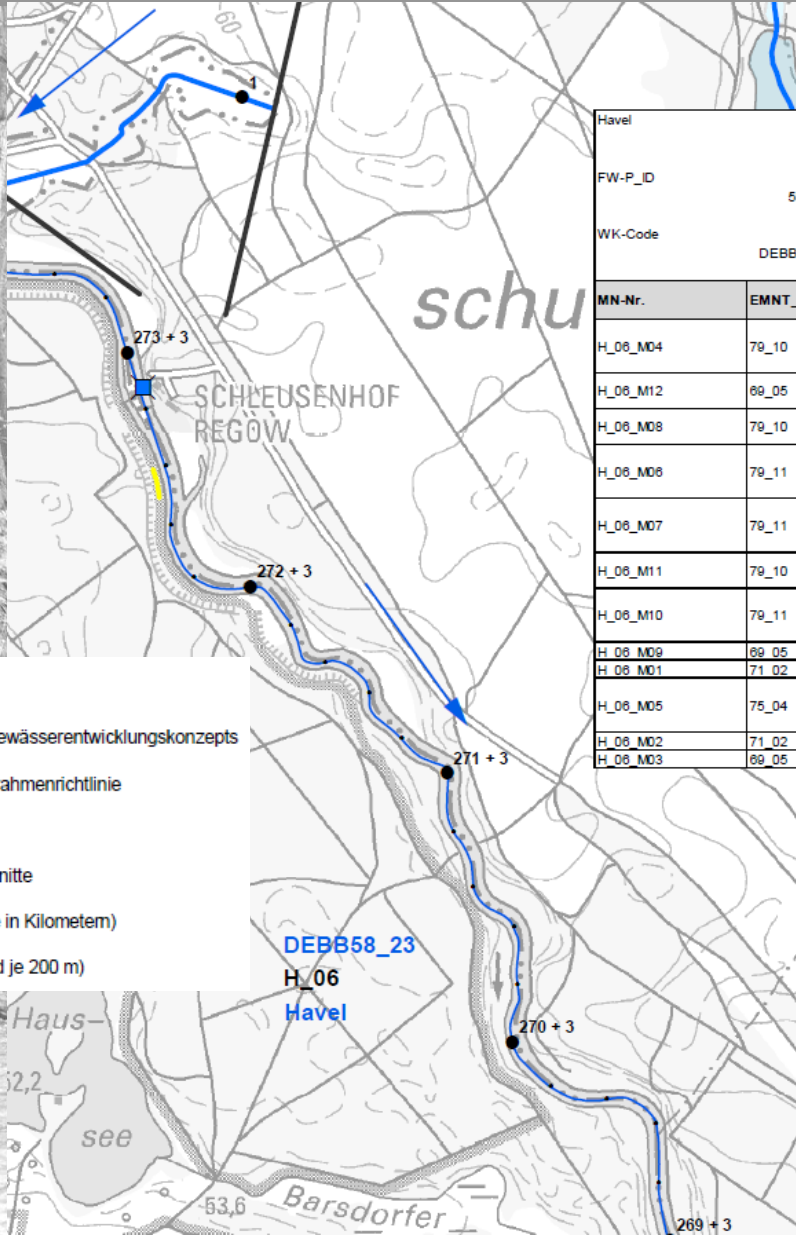 60
1
Havel
FW-P_ID
5
WK-Code
DEBB
MN-Nr. EMNT_
H_06_M04 79_10
H_06_M12 69_05
H_06_M08 79_10
H_06_M06 79_11
H_06_M07 79_11
H_06_M11 79_10
H_06_M10 79_11
H_06_M09 69_05
H_06_M01 71_02
H_06_M05 75_04
H_06_M02 71_02
H_06_M03 69_05
schu
273 + 3
SCHLEUSENHOF
REGOW
272 + 3
ewässerentwicklungskonzepts
271 + 3
ahmenrichtlinie
nitte
in Kilometern)
d je 200 m)
DEBB58_23
H_06
Havel
Haus-
270 + 3
52,2
see
53,6
Barsdorfer
269 + 3